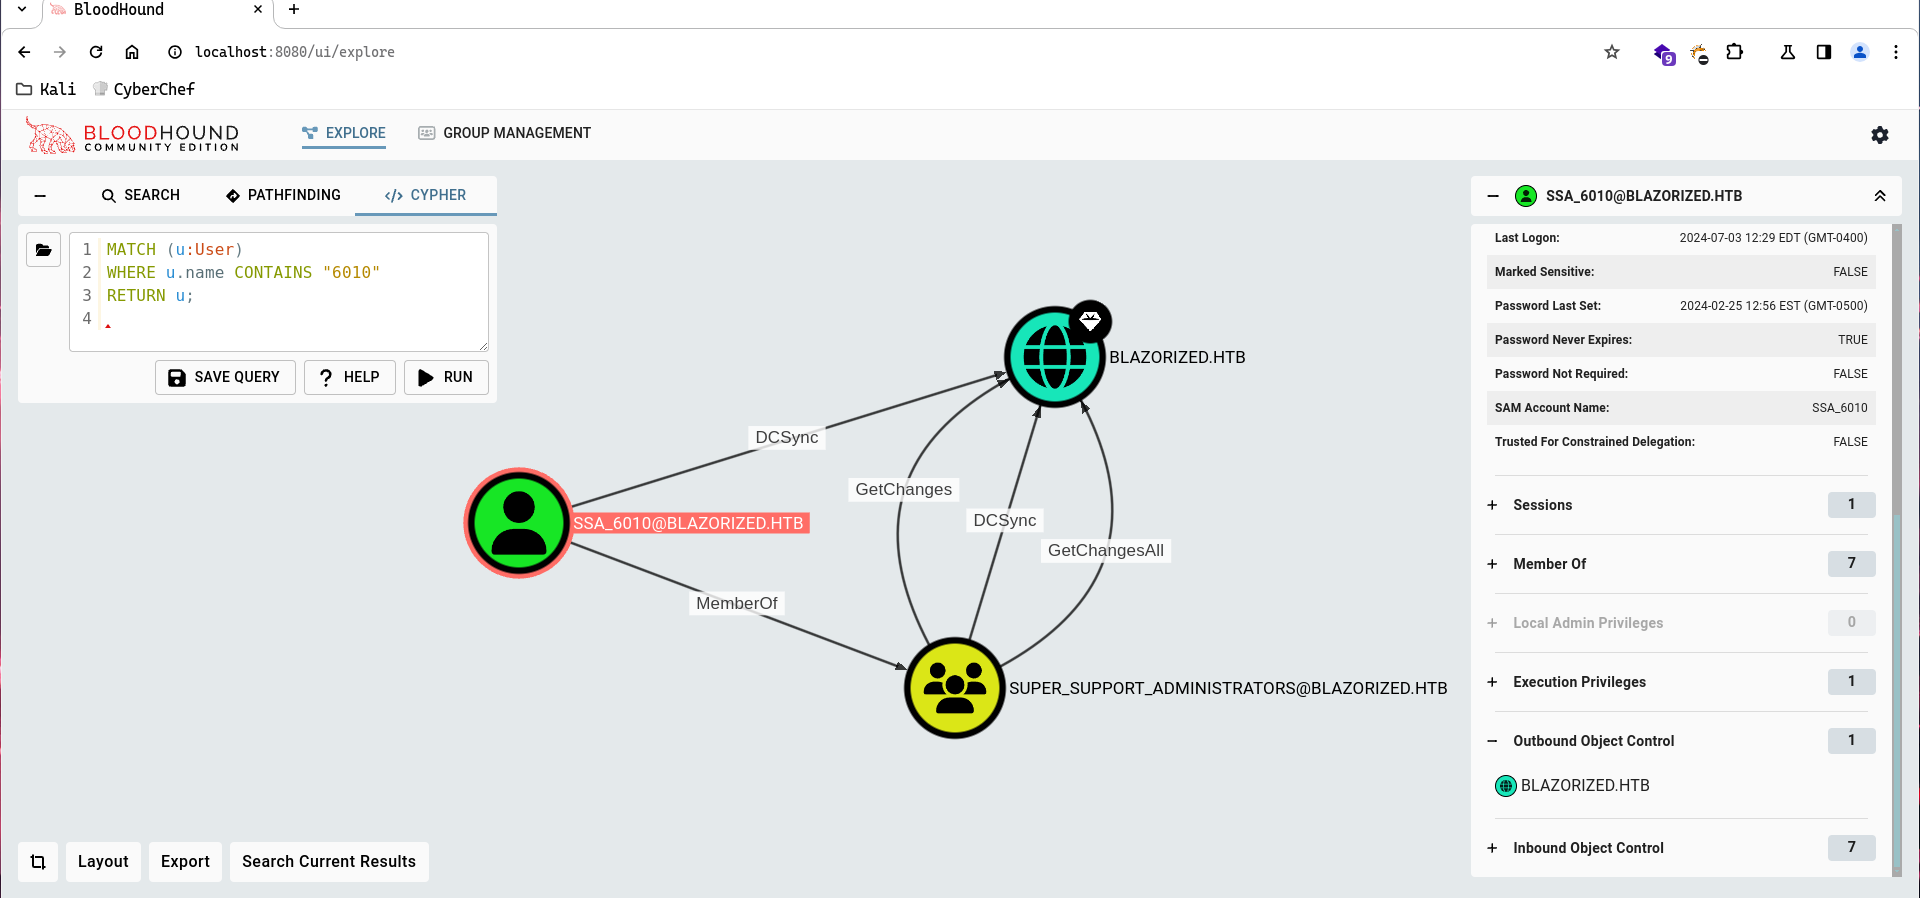 BloodHound
localhost:8080/ui/explore
9
Kali
CyberChef
BLOODHOUND
COMMUNITY EDITION
EXPLORE
GROUP MANAGEMENT
SEARCH
PATHFINDING
</> CYPHER
1 MATCH (u:User)
2 WHERE u.name CONTAINS "6010"
3 RETURN u;
4
SAVE QUERY
? HELP
RUN
BLAZORIZED.HTB
DCSync
GetChanges
DCSync
GetChangesAll
SSA_6010@BLAZORIZED.HTB
MemberOf
SUPER_SUPPORT_ADMINISTRATORS@BLAZORIZED.HTB
SSA_6010@BLAZORIZED.HTB
Last Logon: 2024-07-03 12:29 EDT (GMT-0400)
Marked Sensitive: FALSE
Password Last Set: 2024-02-25 12:56 EST (GMT-0500)
Password Never Expires: TRUE
Password Not Required: FALSE
SAM Account Name: SSA_6010
Trusted For Constrained Delegation: FALSE
+ Sessions 1
+ Member Of 7
+ Local Admin Privileges 0
+ Execution Privileges 1
− Outbound Object Control 1
BLAZORIZED.HTB
+ Inbound Object Control 7
Layout
Export
Search Current Results